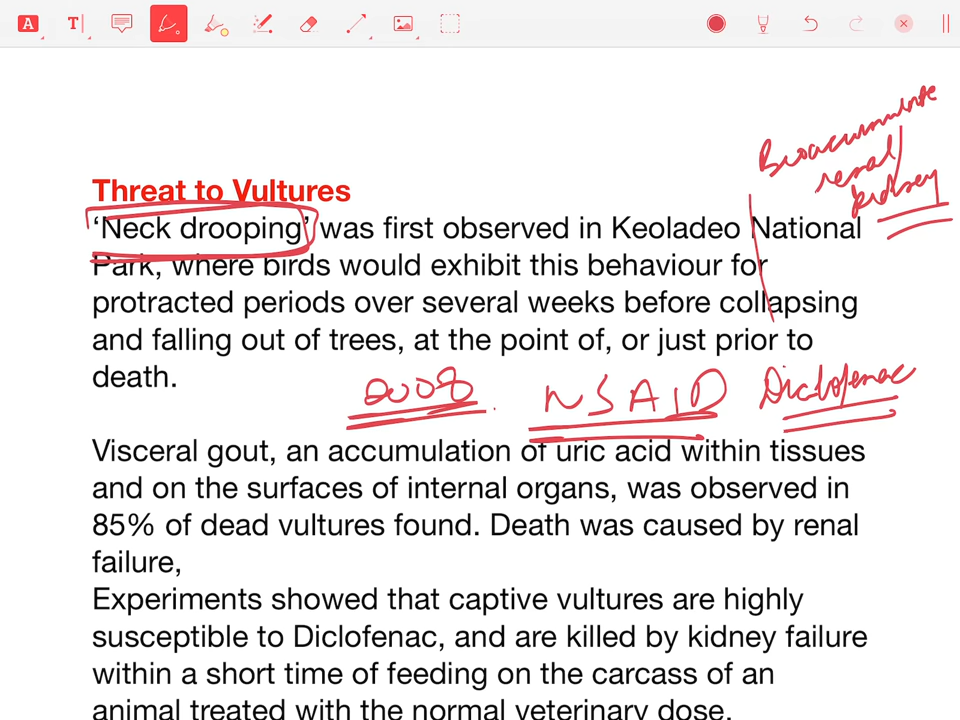 A
T
Bioaccumulate
renal
kidney
Threat to Vultures
‘Neck drooping’ was first observed in Keoladeo National
Park, where birds would exhibit this behaviour for
protracted periods over several weeks before collapsing
and falling out of trees, at the point of, or just prior to
death.
2008 NSAID Diclofenac
Visceral gout, an accumulation of uric acid within tissues
and on the surfaces of internal organs, was observed in
85% of dead vultures found. Death was caused by renal
failure,
Experiments showed that captive vultures are highly
susceptible to Diclofenac, and are killed by kidney failure
within a short time of feeding on the carcass of an
animal treated with the normal veterinary dose.